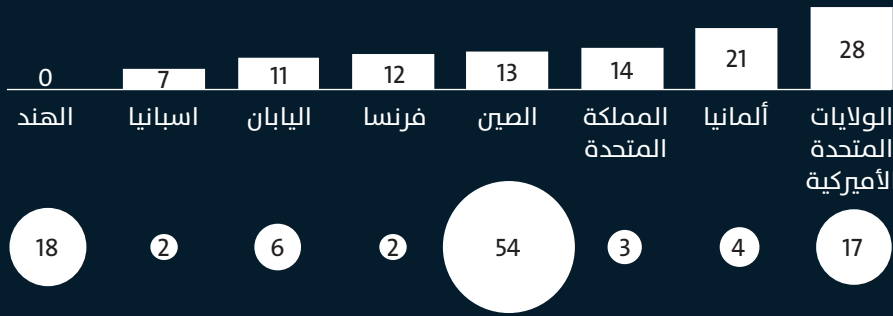 28 21 14 13 12 11 7 0
الولايات ألمانيا المملكة الصين فرنسا اليابان اسبانيا الهند
المتحدة المتحدة
الأميركية
17 4 3 54 2 6 2 18